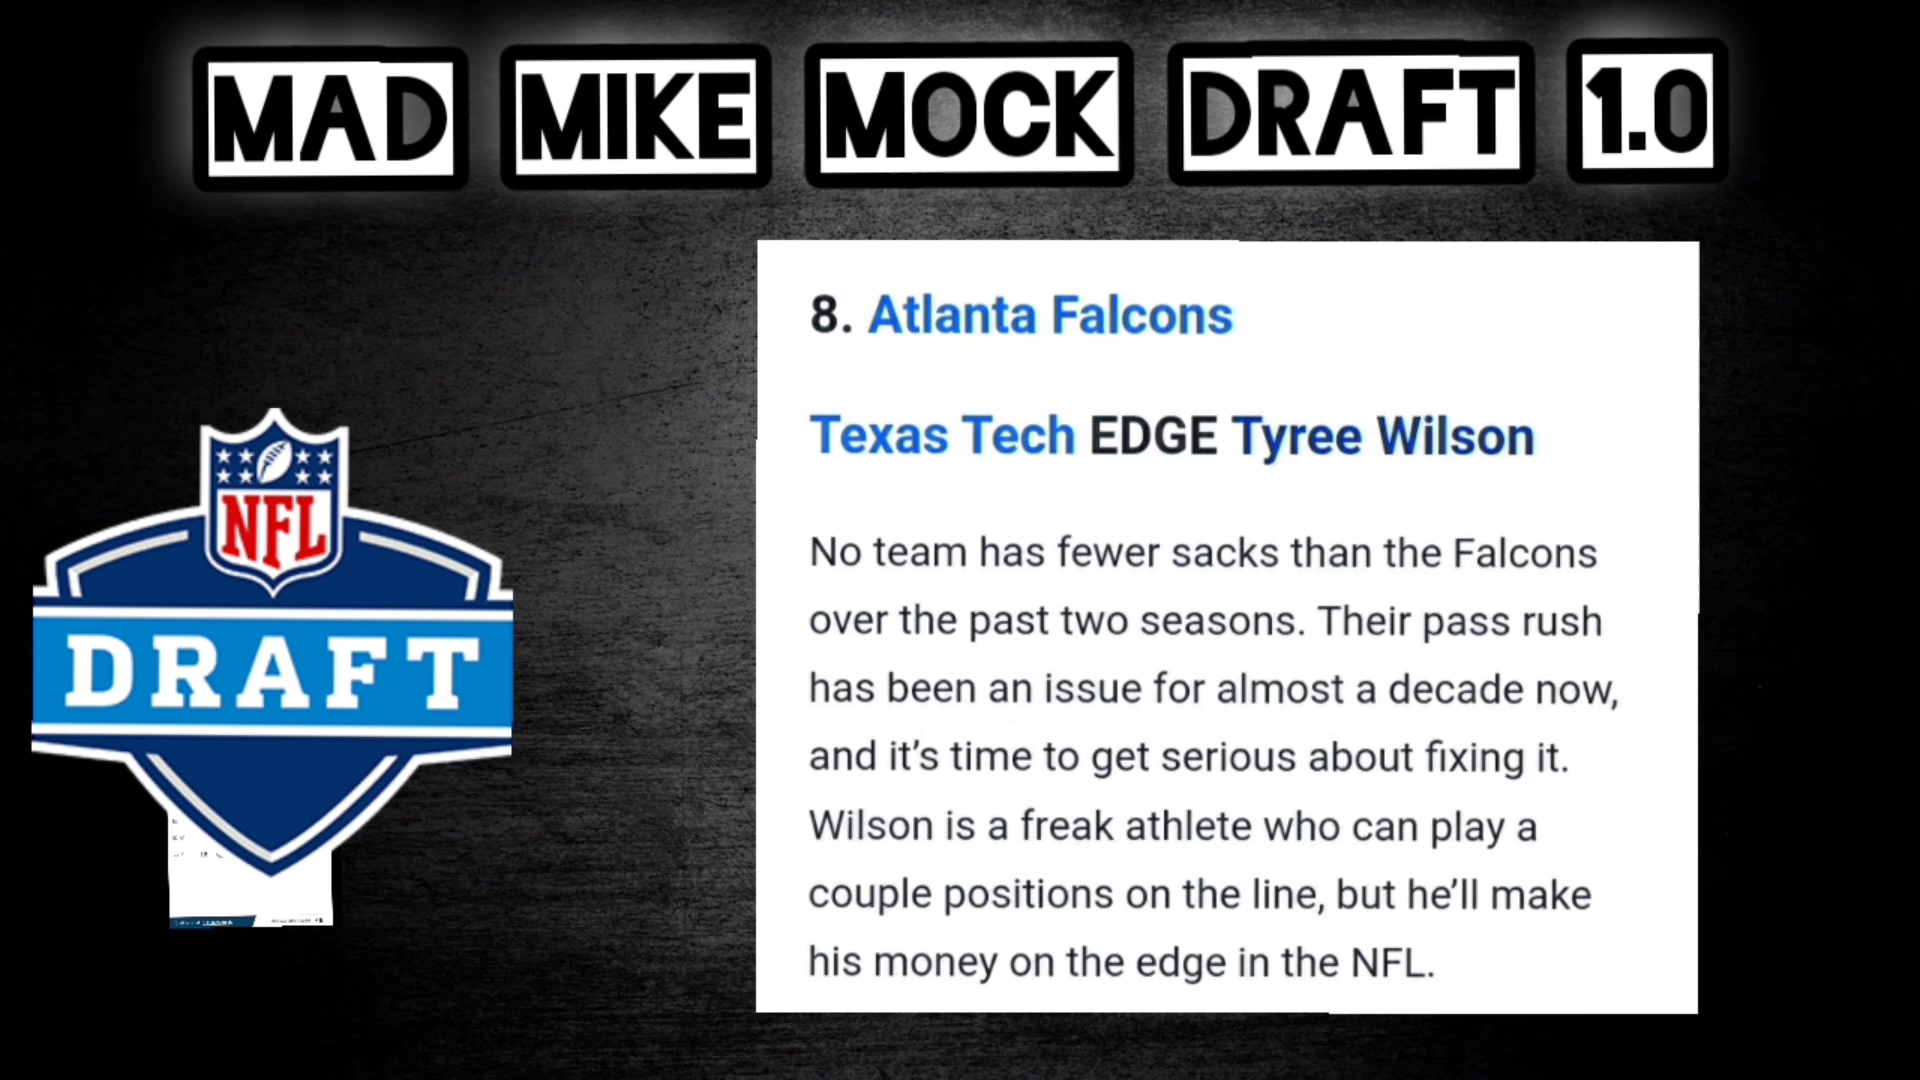 MAD MIKE MOCK DRAFT 1.0
8. Atlanta Falcons
Texas Tech EDGE Tyree Wilson
No team has fewer sacks than the Falcons
over the past two seasons. Their pass rush
has been an issue for almost a decade now,
and it’s time to get serious about fixing it.
Wilson is a freak athlete who can play a
couple positions on the line, but he’ll make
his money on the edge in the NFL.
NFL
DRAFT